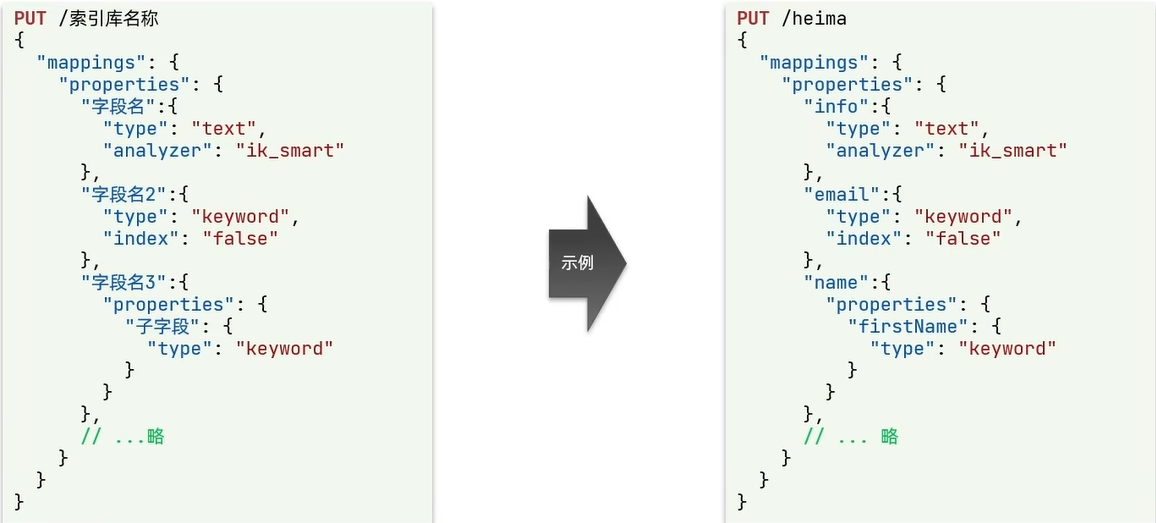 PUT /索引库名称
{
  "mappings": {
    "properties": {
      "字段名":{
        "type": "text",
        "analyzer": "ik_smart"
      },
      "字段名2":{
        "type": "keyword",
        "index": "false"
      },
      "字段名3":{
        "properties": {
          "子字段": {
            "type": "keyword"
          }
        }
      },
      // ...略
    }
  }
}
示例
PUT /heima
{
  "mappings": {
    "properties": {
      "info":{
        "type": "text",
        "analyzer": "ik_smart"
      },
      "email":{
        "type": "keyword",
        "index": "false"
      },
      "name":{
        "properties": {
          "firstName": {
            "type": "keyword"
          }
        }
      },
      // ... 略
    }
  }
}